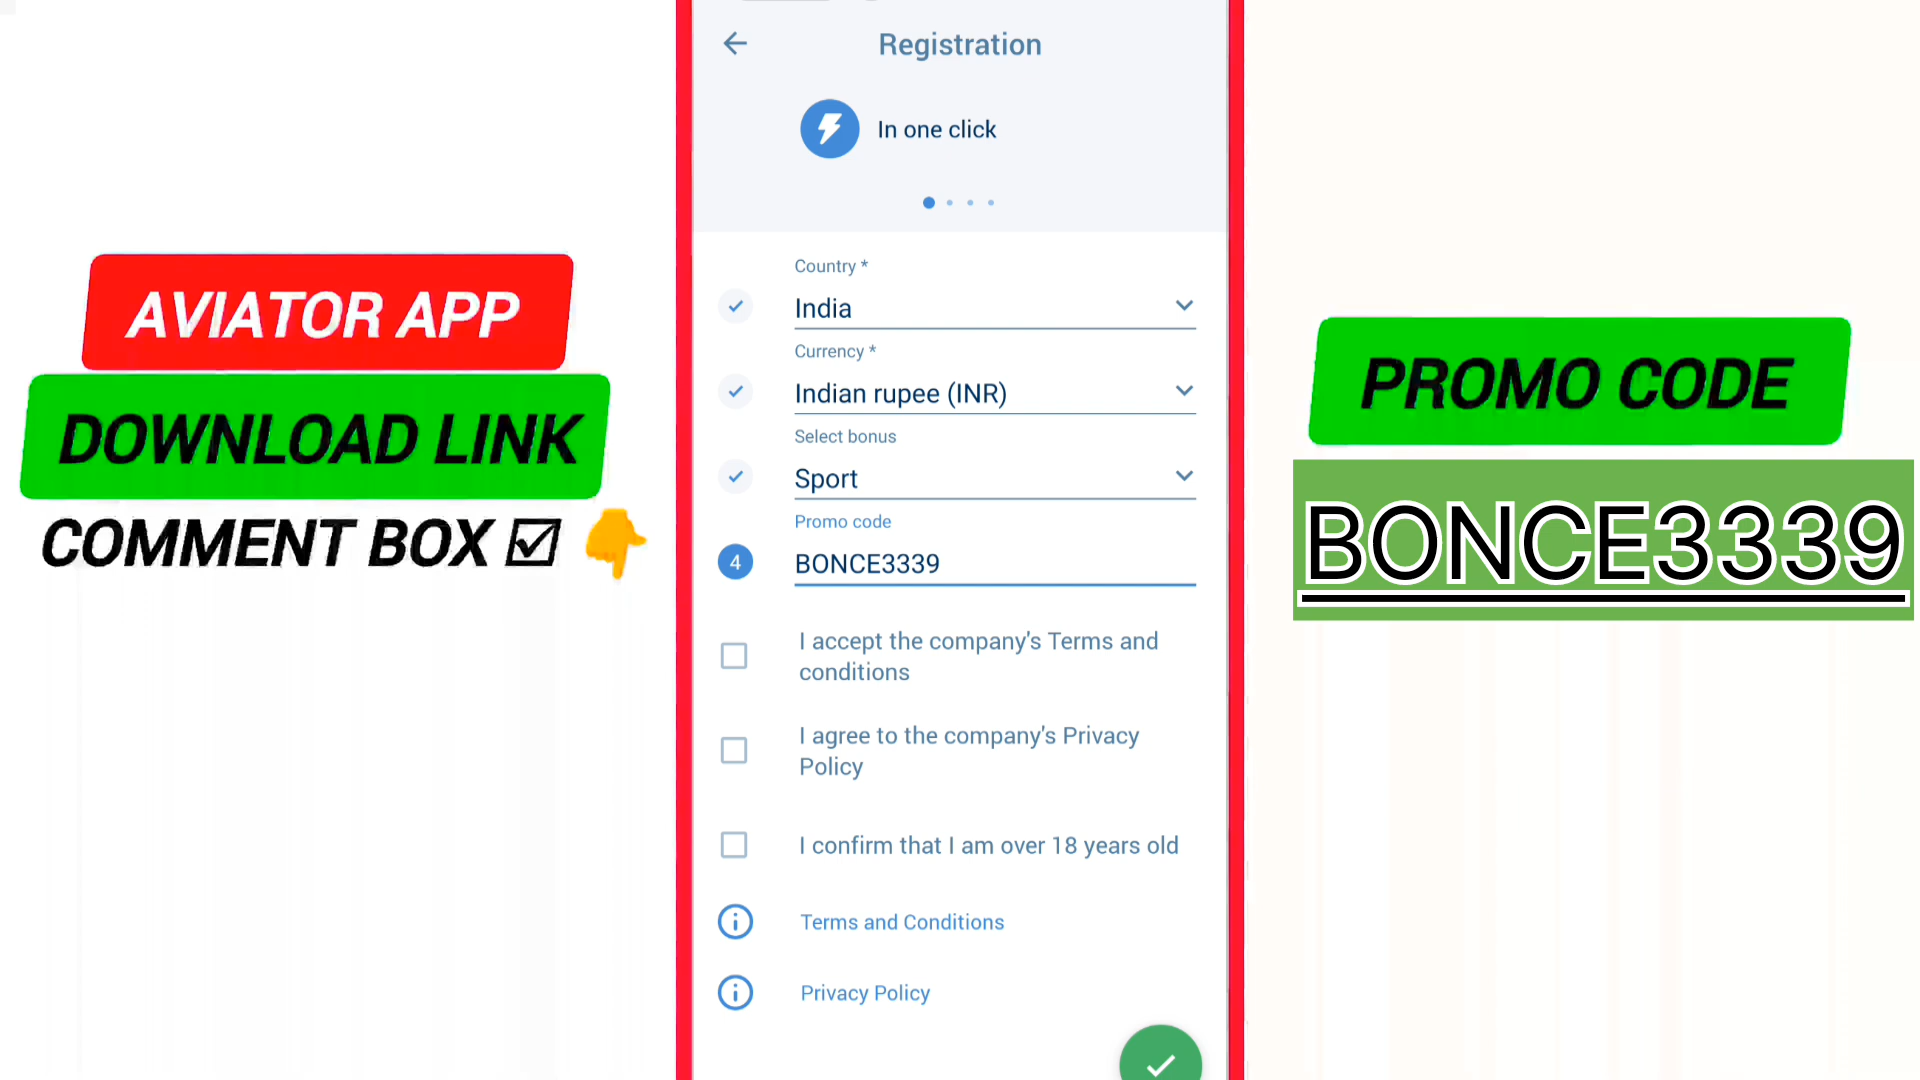 AVIATOR APP
DOWNLOAD LINK
COMMENT BOX ☑ 👇
Registration
In one click
Country *
India
Currency *
Indian rupee (INR)
Select bonus
Sport
Promo code
4
BONCE3339
I accept the company's Terms and
conditions
I agree to the company's Privacy
Policy
I confirm that I am over 18 years old
Terms and Conditions
Privacy Policy
PROMO CODE
BONCE3339